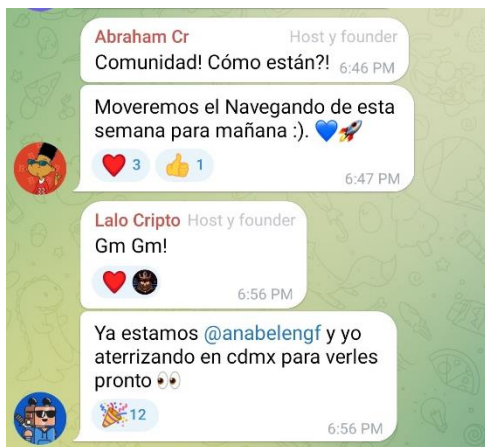 Abraham Cr Host y founder
Comunidad! Cómo están?! 6:46 PM
Moveremos el Navegando de esta
semana para mañana :). 💙🚀
❤️ 3 👍 1
6:47 PM
Lalo Cripto Host y founder
Gm Gm!
❤️
6:56 PM
Ya estamos @anabelengf y yo
aterrizando en cdmx para verles
pronto 👀
🎉 12
6:56 PM